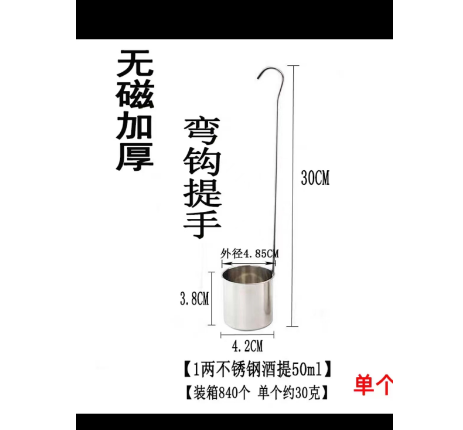 无磁加厚
弯钩提手
30CM
外径4.85CM
3.8CM
4.2CM
【1两不锈钢酒提50ml】
【装箱840个 单个约30克】
单个